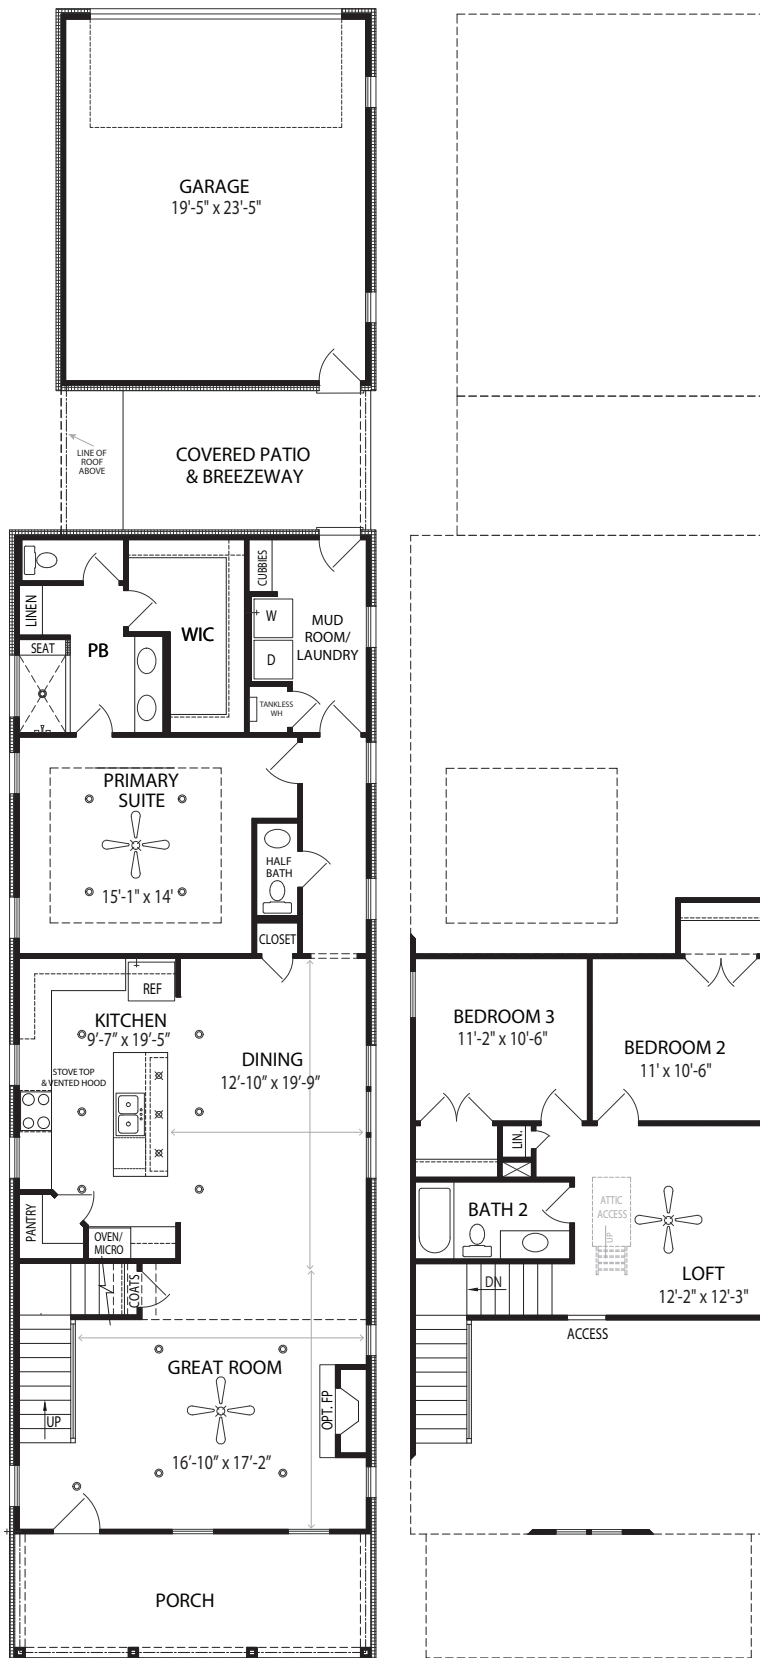 GARAGE
19'-5" x 23'-5"
LINE OF
ROOF
ABOVE
COVERED PATIO
& BREEZEWAY
CUBBIES
LINEN
W
MUD
ROOM/
LAUNDRY
WIC
SEAT
PB
D
TANKLESS
WH
PRIMARY
SUITE
HALF
BATH
15'-1" x 14'
CLOSET
REF
KITCHEN
9'-7" x 19'-5"
STOVE TOP
& VENTED HOOD
DINING
12'-10" x 19'-9"
PANTRY
OVEN/
MICRO
COATS
GREAT ROOM
UP
OPT. FP
16'-10" x 17'-2"
PORCH
BEDROOM 3
11'-2" x 10'-6"
BEDROOM 2
11' x 10'-6"
LIN.
BATH 2
ATTIC
ACCESS
UP
LOFT
12'-2" x 12'-3"
DN
ACCESS